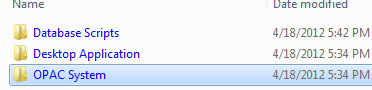 Name Date modified
Database Scripts 4/18/2012 5:42 PM
Desktop Application 4/18/2012 5:34 PM
OPAC System 4/18/2012 5:34 PM